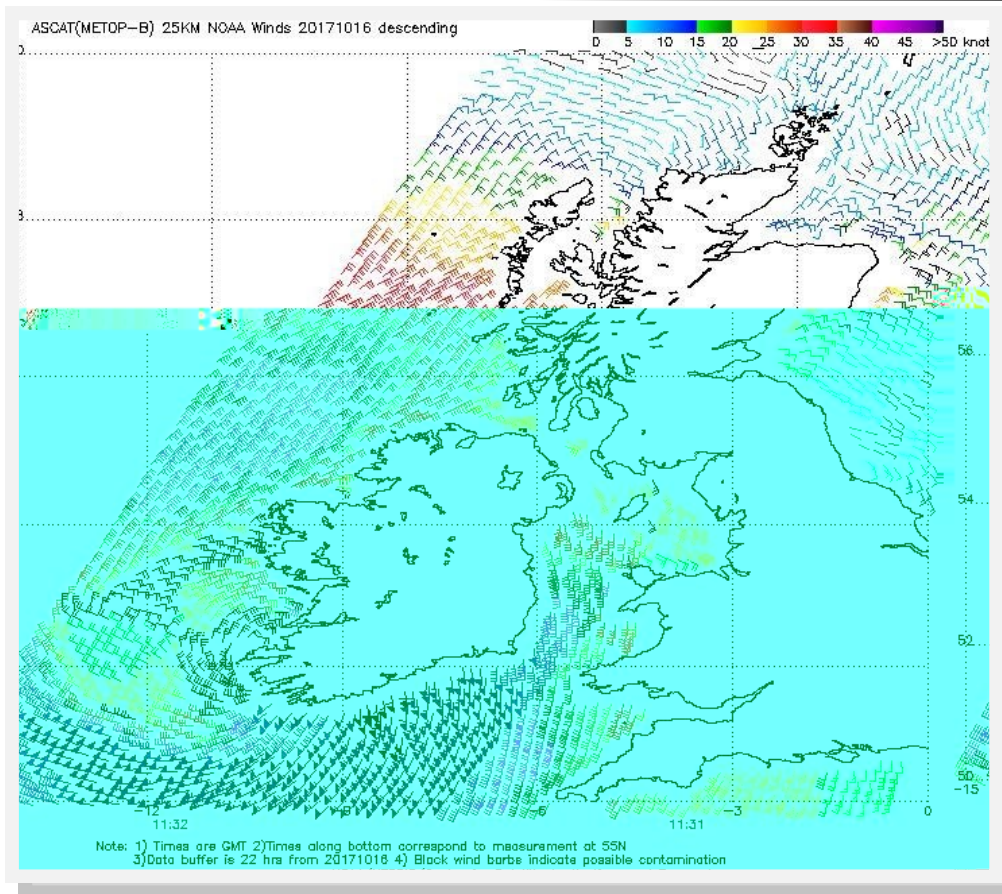 ASCAT(METOP-B) 25KM NOAA Winds 20171016 descending
0 5 10 15 20 25 30 35 40 45 >50 knot
56
54
52
50
-12 -6 -3 0 -15
11:32 11:31
Note: 1) Times are GMT 2)Times along bottom correspond to measurement at 55N
3)Data buffer is 22 hrs from 20171016 4) Black wind barbs indicate possible contamination